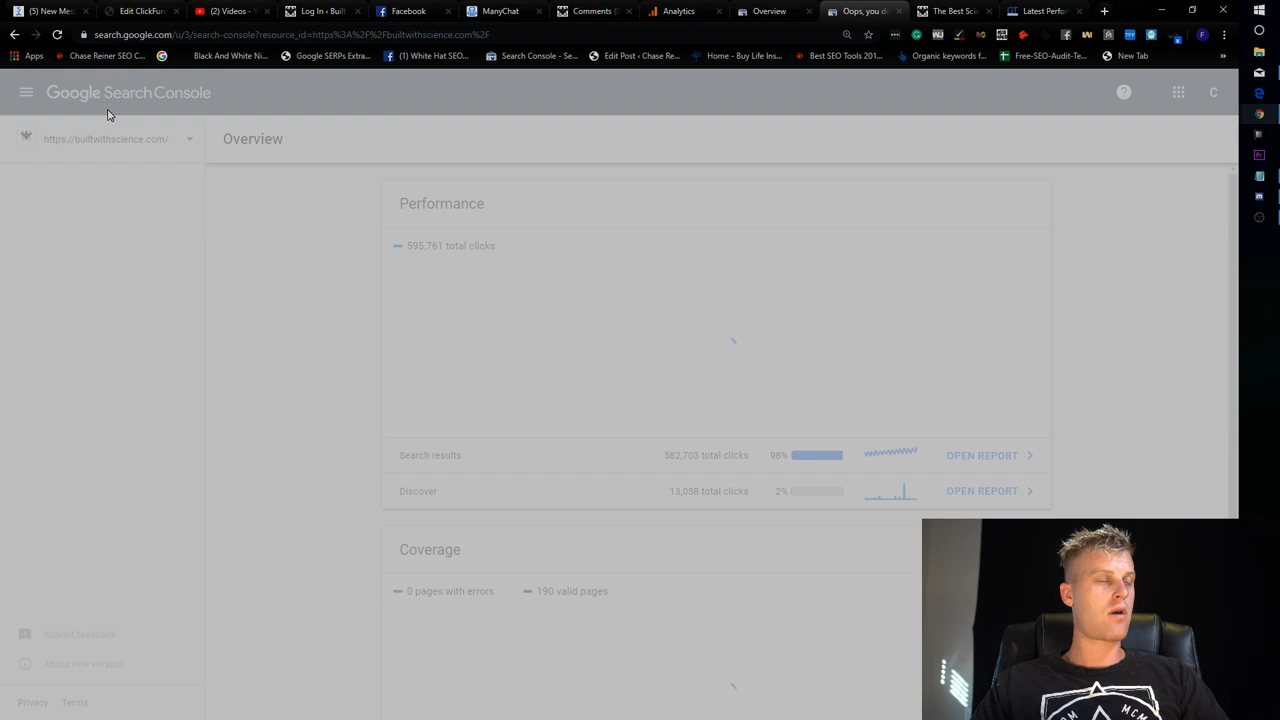 (5) New Mes
Edit ClickFun
(2) Videos - Y
Log In ‹ Built
Facebook
ManyChat
Comments (
Analytics
Overview
Oops, you do
The Best Sci
Latest Perfo
search.google.com/u/3/search-console?resource_id=https%3A%2F%2Fbuiltwithscience.com%2F
Apps
Chase Reiner SEO C...
Black And White Ni...
Google SERPs Extra...
(1) White Hat SEO...
Search Console - Se...
Edit Post ‹ Chase Re...
Home - Buy Life Ins...
Best SEO Tools 201...
Organic keywords f...
Free-SEO-Audit-Te...
New Tab
Google Search Console
C
https://builtwithscience.com/
Overview
Performance
595,761 total clicks
Search results
582,703 total clicks
98%
OPEN REPORT
Discover
13,058 total clicks
2%
OPEN REPORT
Coverage
0 pages with errors
190 valid pages
Submit feedback
About new version
Privacy
Terms